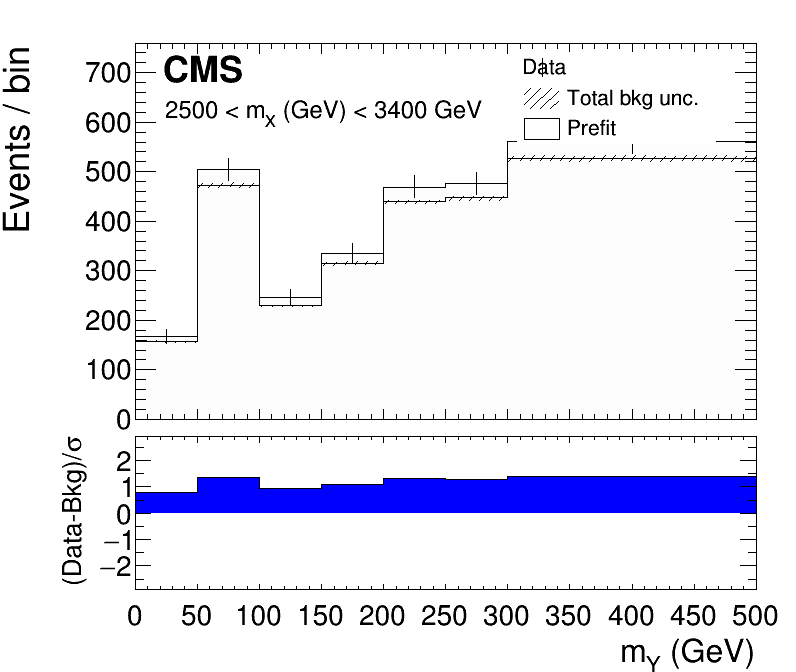 Events / bin
700
600
500
400
300
200
100
0
CMS
2500 < mX (GeV) < 3400 GeV
Data
Total bkg unc.
Prefit
(Data-Bkg)/σ
2
1
0
−1
−2
0 50 100 150 200 250 300 350 400 450 500
mY (GeV)